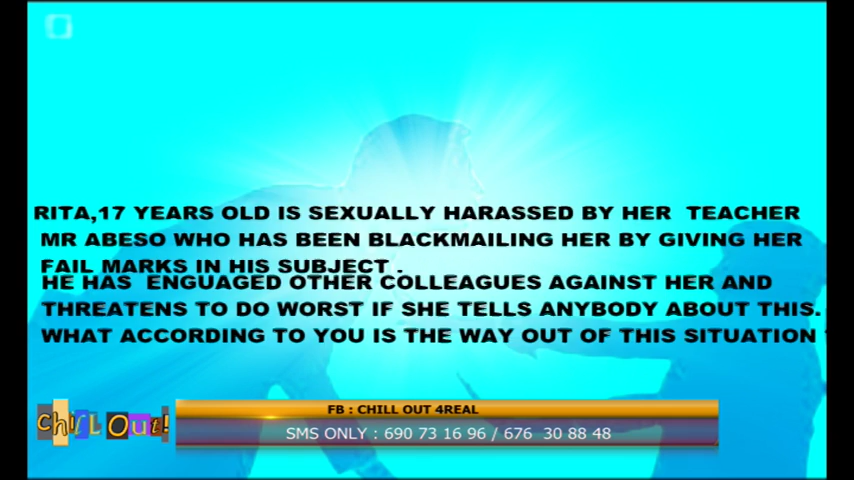 RITA,17 YEARS OLD IS SEXUALLY HARASSED BY HER TEACHER
MR ABESO WHO HAS BEEN BLACKMAILING HER BY GIVING HER
FAIL MARKS IN HIS SUBJECT .
HE HAS ENGUAGED OTHER COLLEAGUES AGAINST HER AND
THREATENS TO DO WORST IF SHE TELLS ANYBODY ABOUT THIS.
WHAT ACCORDING TO YOU IS THE WAY OUT OF THIS SITUATION
chiLL Out!
FB : CHILL OUT 4REAL
SMS ONLY : 690 73 16 96 / 676 30 88 48